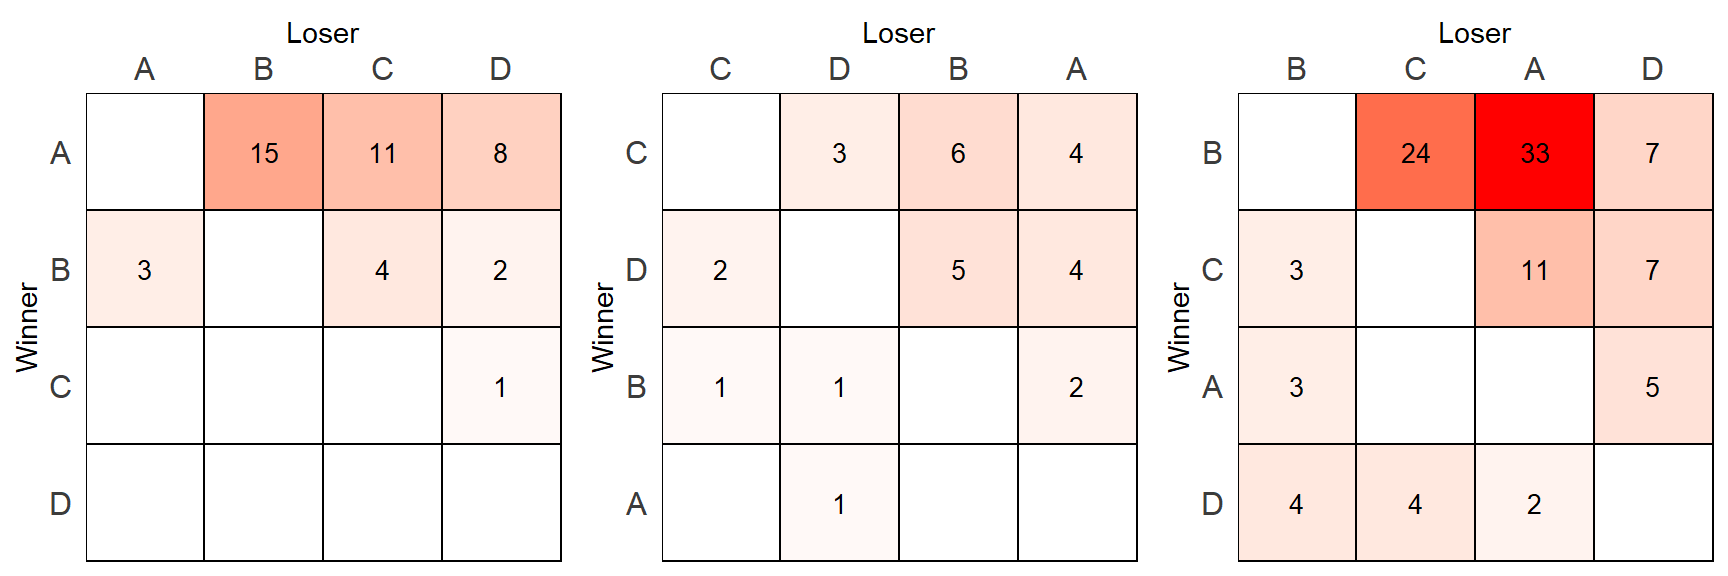 Loser
A B C D
A 15 11 8
B 3 4 2
C 1
D
Winner
Loser
C D B A
C 3 6 4
D 2 5 4
B 1 1 2
A 1
Winner
Loser
B C A D
B 24 33 7
C 3 11 7
A 3 5
D 4 4 2
Winner